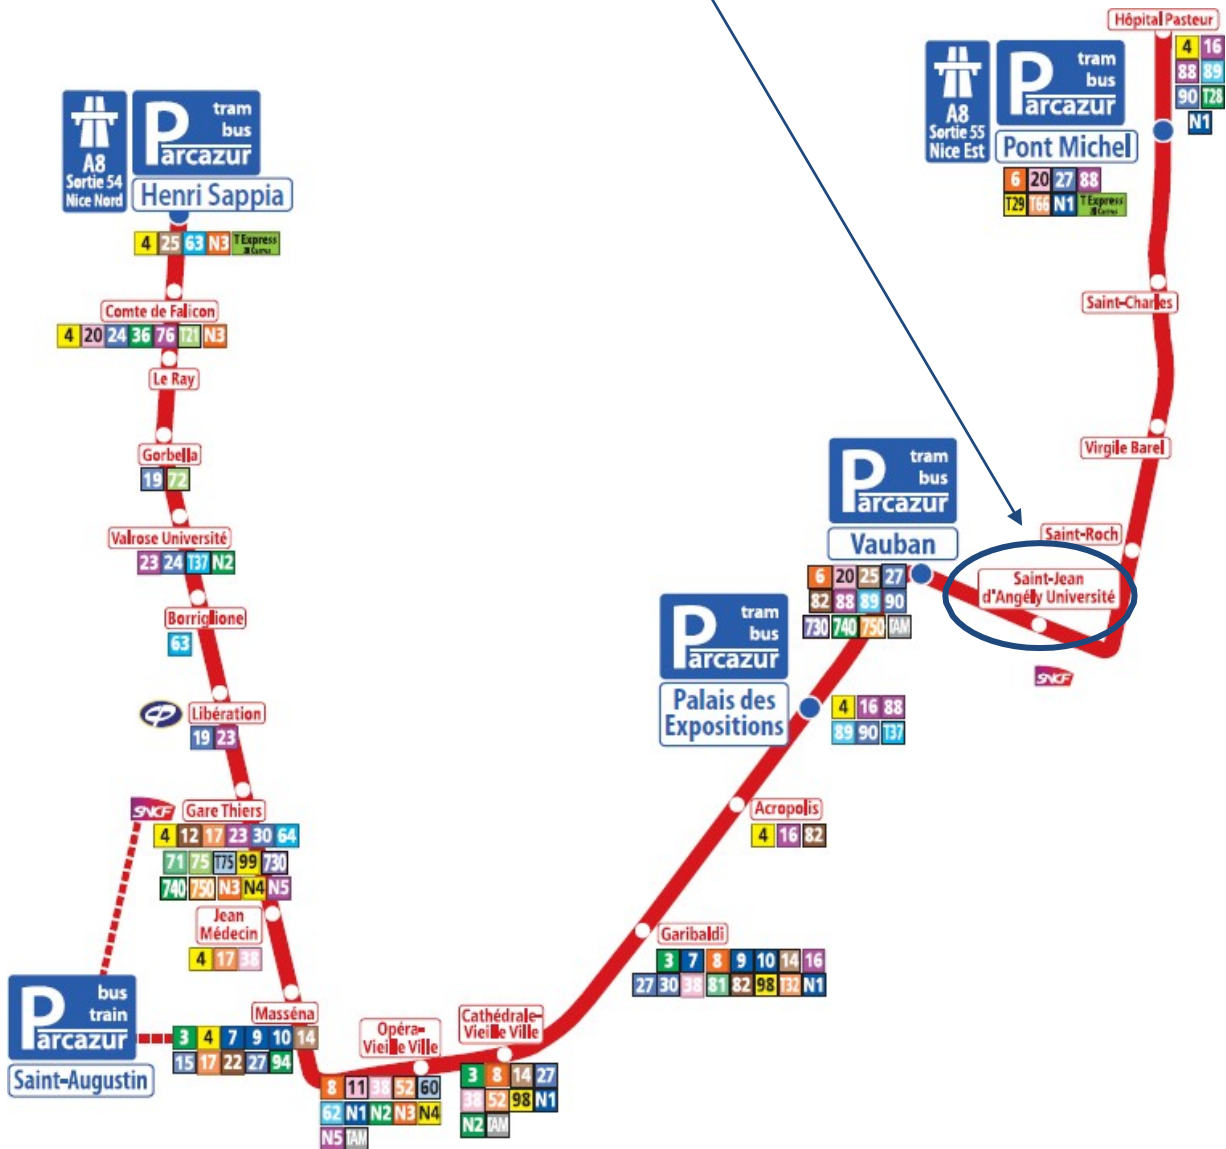 Hôpital Pasteur
4 16
88 89
90 T28
N1
A8
Sortie 55
Nice Est
P
tram
bus
arcazur
Pont Michel
6 20 27 88
T29 T66 N1 T Express
A8
Sortie 54
Nice Nord
P
tram
bus
arcazur
Henri Sappia
4 25 63 N3 T Express
Comte de Falicon
4 20 24 36 76 T21 N3
Le Ray
Gorbella
19 72
Valrose Université
23 24 T37 N2
Borriglione
63
CP
Libération
19 23
SNCF
Gare Thiers
4 12 17 23 30 64
71 75 T75 99 730
740 750 N3 N4 N5
Jean
Médecin
4 17 38
P
bus
train
arcazur
Saint-Augustin
Masséna
3 4 7 9 10 14
15 17 22 27 94
Opéra-
Vieille Ville
8 11 38 52 60
62 N1 N2 N3 N4
N5 TAM
Cathédrale-
Vieille Ville
3 8 14 27
38 52 98 N1
N2 TAM
Garibaldi
3 7 8 9 10 14 16
27 30 38 81 82 98 T32 N1
Acropolis
4 16 82
P
tram
bus
arcazur
Palais des
Expositions
4 16 88
89 90 T37
P
tram
bus
arcazur
Vauban
6 20 25 27
82 88 89 90
730 740 750 TAM
Saint-Jean
d'Angély Université
SNCF
Saint-Roch
Virgile Barel
Saint-Charles